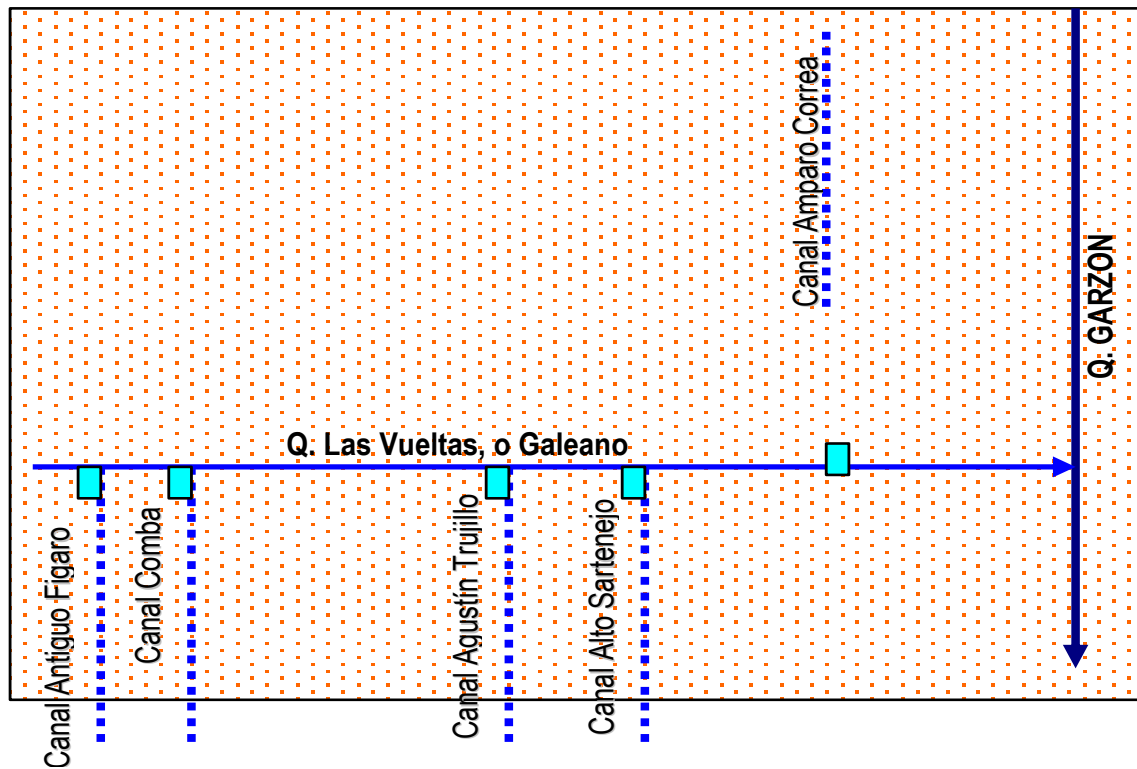 Canal Amparo Correa
Q. GARZON
Q. Las Vueltas, o Galeano
Canal Antiguo Figaro
Canal Comba
Canal Agustín Trujillo
Canal Alto Sartenejo